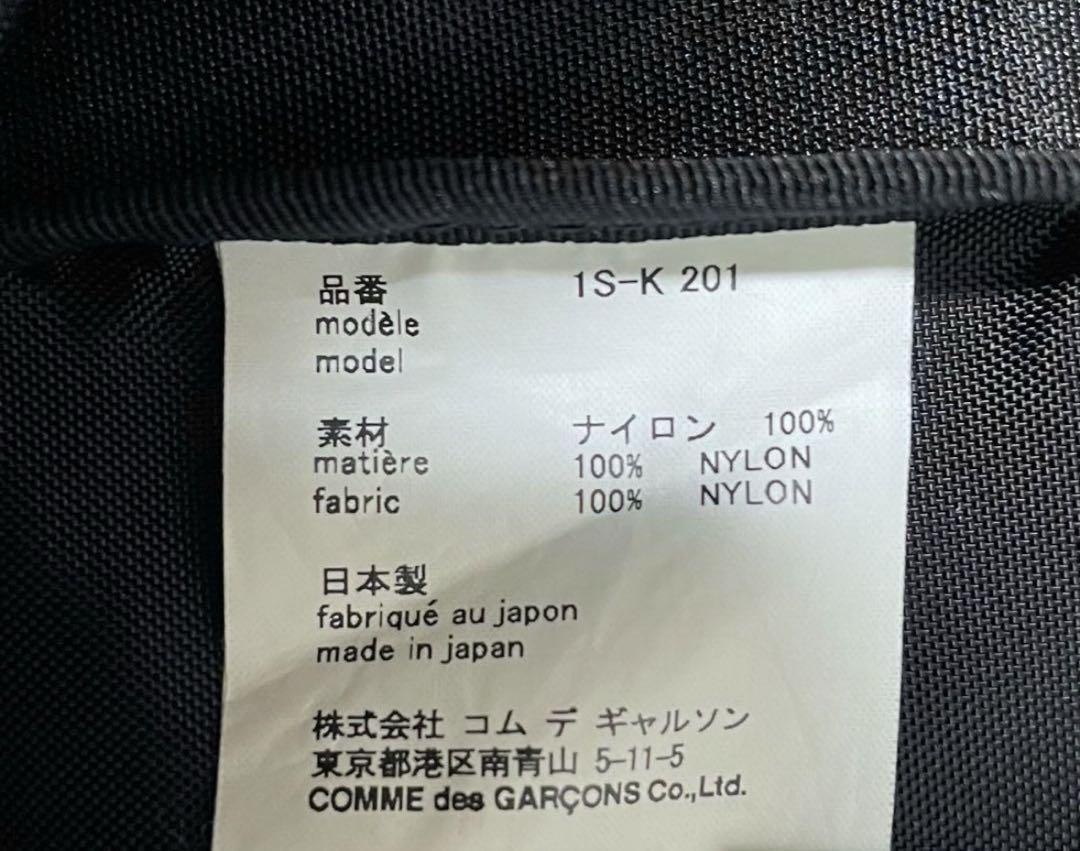 品番 1S-K 201
modèle
model
素材 ナイロン 100%
matière 100% NYLON
fabric 100% NYLON
日本製
fabriqué au japon
made in japan
株式会社 コム デ ギャルソン
東京都港区南青山 5-11-5
COMME des GARÇONS Co.,Ltd.